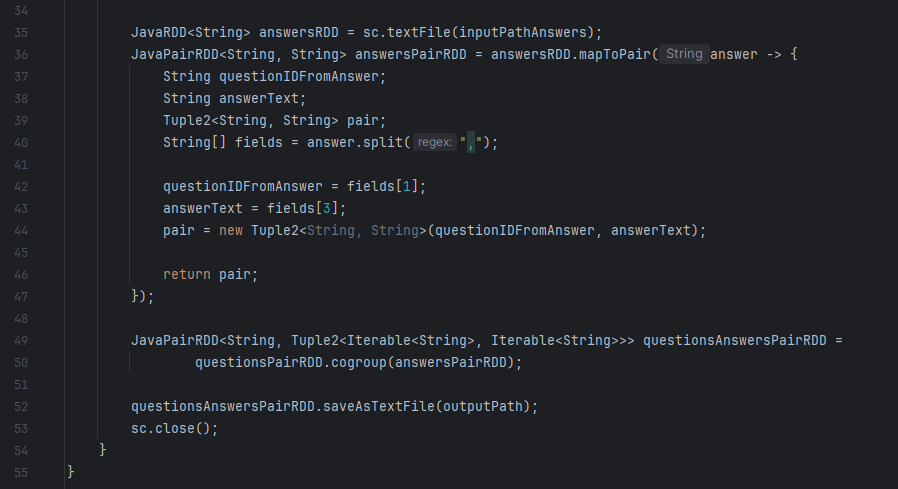 34
35 JavaRDD<String> answersRDD = sc.textFile(inputPathAnswers);
36 JavaPairRDD<String, String> answersPairRDD = answersRDD.mapToPair( String answer -> {
37 String questionIDFromAnswer;
38 String answerText;
39 Tuple2<String, String> pair;
40 String[] fields = answer.split( regex: ",");
41
42 questionIDFromAnswer = fields[1];
43 answerText = fields[3];
44 pair = new Tuple2<String, String>(questionIDFromAnswer, answerText);
45
46 return pair;
47 });
48
49 JavaPairRDD<String, Tuple2<Iterable<String>, Iterable<String>>> questionsAnswersPairRDD =
50 questionsPairRDD.cogroup(answersPairRDD);
51
52 questionsAnswersPairRDD.saveAsTextFile(outputPath);
53 sc.close();
54 }
55 }